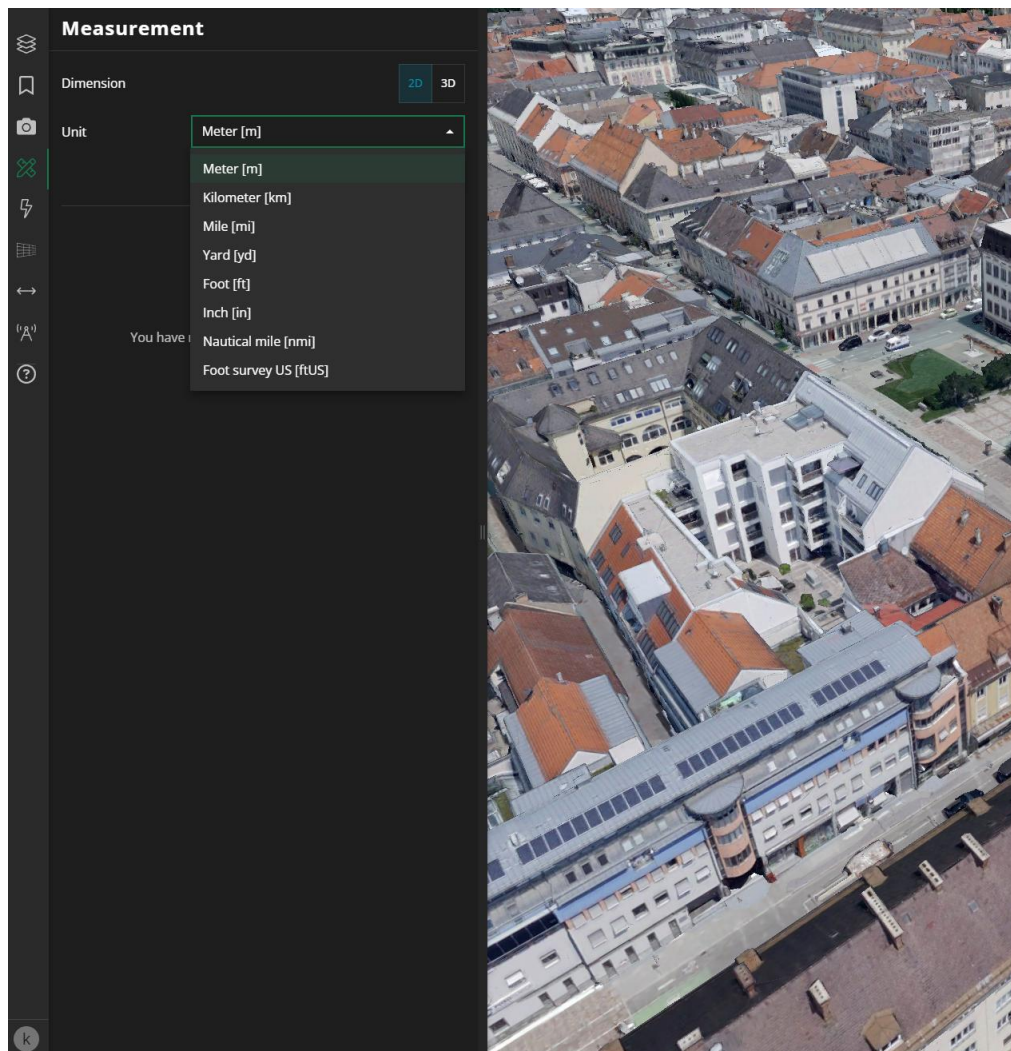 Measurement
Dimension
2D 3D
Unit
Meter [m]
Meter [m]
Kilometer [km]
Mile [mi]
Yard [yd]
Foot [ft]
Inch [in]
Nautical mile [nmi]
You have
Foot survey US [ftUS]
k